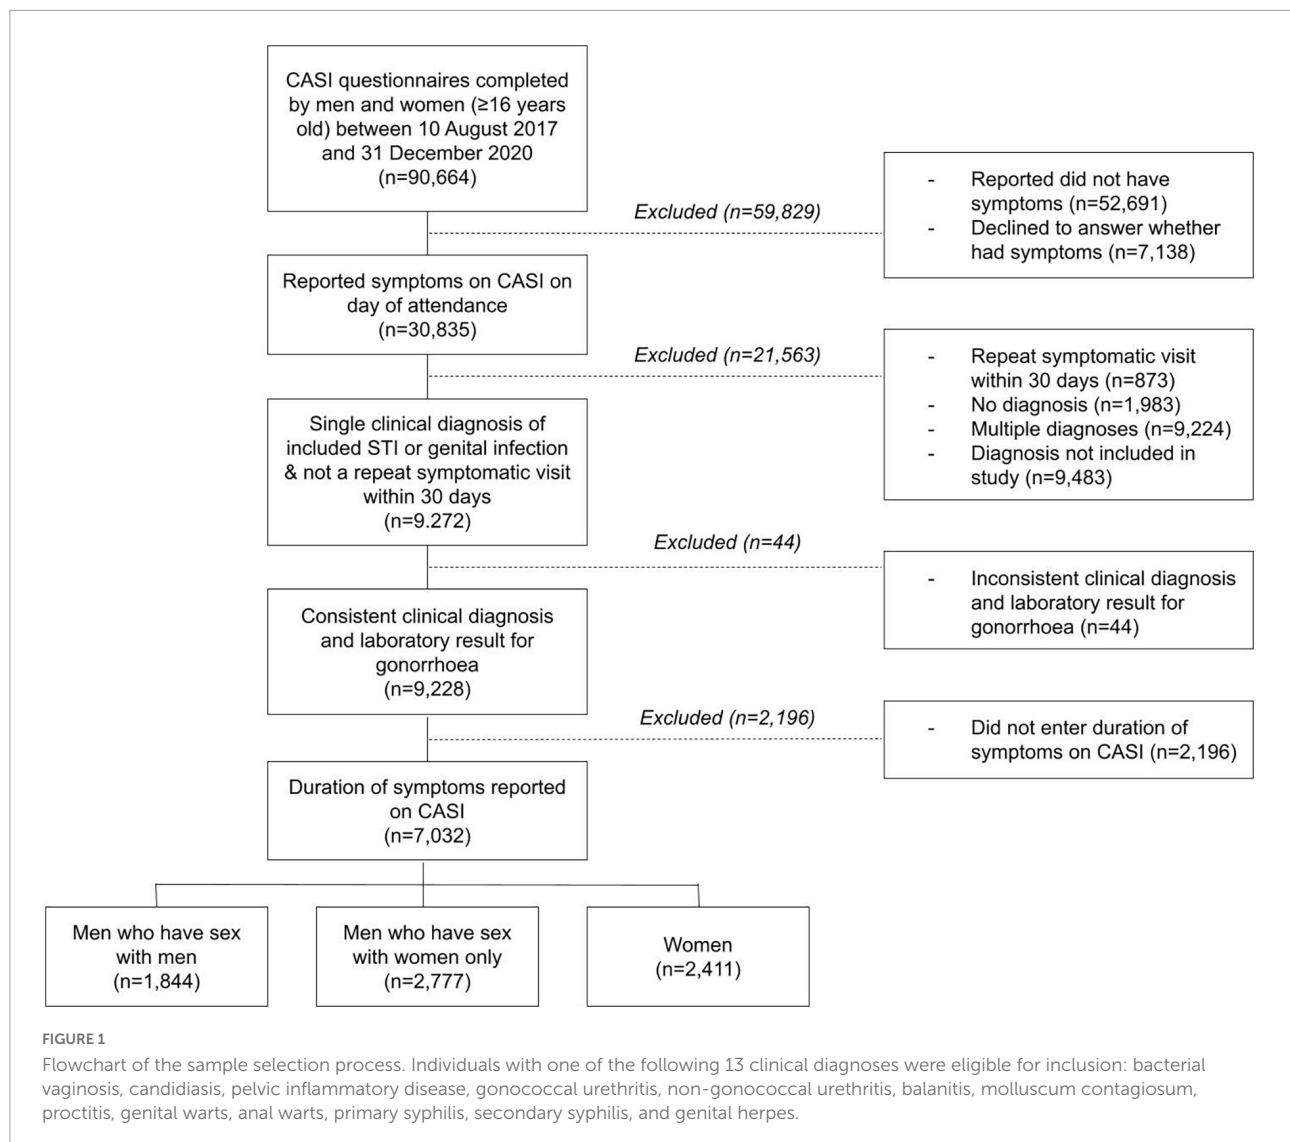 CASI questionnaires completed
by men and women (≥16 years
old) between 10 August 2017
and 31 December 2020
(n=90,664)
Excluded (n=59,829)
- Reported did not have
symptoms (n=52,691)
- Declined to answer whether
had symptoms (n=7,138)
Reported symptoms on CASI on
day of attendance
(n=30,835)
Excluded (n=21,563)
- Repeat symptomatic visit
within 30 days (n=873)
- No diagnosis (n=1,983)
- Multiple diagnoses (n=9,224)
- Diagnosis not included in
study (n=9,483)
Single clinical diagnosis of
included STI or genital infection
& not a repeat symptomatic visit
within 30 days
(n=9.272)
Excluded (n=44)
- Inconsistent clinical diagnosis
and laboratory result for
gonorrhoea (n=44)
Consistent clinical diagnosis
and laboratory result for
gonorrhoea
(n=9,228)
Excluded (n=2,196)
- Did not enter duration of
symptoms on CASI (n=2,196)
Duration of symptoms reported
on CASI
(n=7,032)
Men who have sex
with men
(n=1,844)
Men who have sex
with women only
(n=2,777)
Women
(n=2,411)
FIGURE 1
Flowchart of the sample selection process. Individuals with one of the following 13 clinical diagnoses were eligible for inclusion: bacterial
vaginosis, candidiasis, pelvic inflammatory disease, gonococcal urethritis, non-gonococcal urethritis, balanitis, molluscum contagiosum,
proctitis, genital warts, anal warts, primary syphilis, secondary syphilis, and genital herpes.